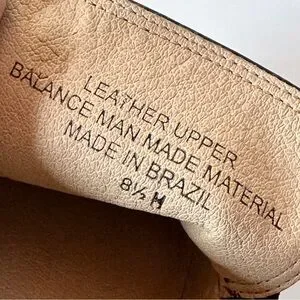 LEATHER UPPER
BALANCE MAN MADE MATERIAL
MADE IN BRAZIL
8½ M